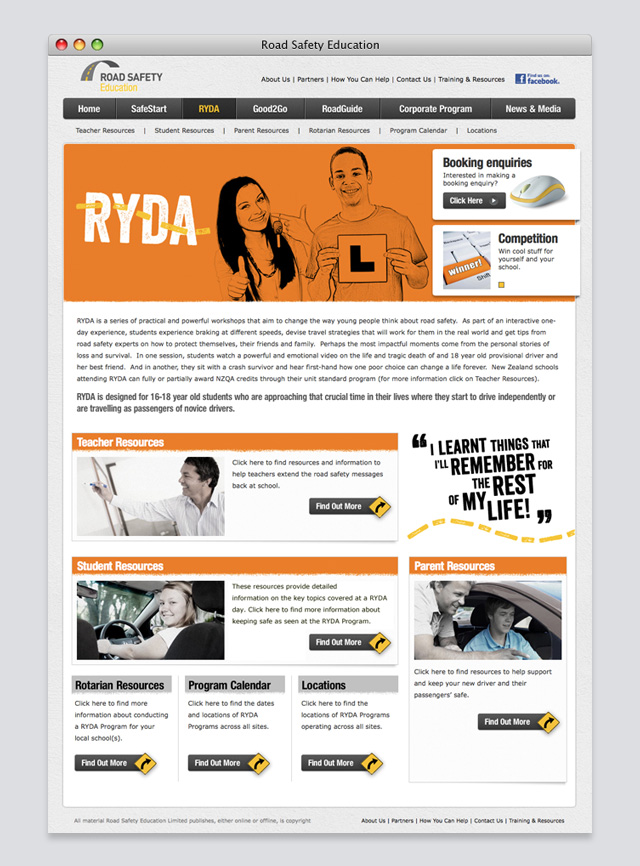 Road Safety Education
ROAD SAFETY
Education
About Us | Partners | How You Can Help | Contact Us | Training & Resources
Find us on
facebook.
Home SafeStart RYDA Good2Go RoadGuide Corporate Program News & Media
Teacher Resources | Student Resources | Parent Resources | Rotarian Resources | Program Calendar | Locations
RYDA
L
Booking enquiries
Interested in making a
booking enquiry?
Click Here
winner!
Shift
Competition
Win cool stuff for
yourself and your
school.
RYDA is a series of practical and powerful workshops that aim to change the way young people think about road safety. As part of an interactive one-
day experience, students experience braking at different speeds, devise travel strategies that will work for them in the real world and get tips from
road safety experts on how to protect themselves, their friends and family. Perhaps the most impactful moments come from the personal stories of
loss and survival. In one session, students watch a powerful and emotional video on the life and tragic death of and 18 year old provisional driver and
her best friend. And in another, they sit with a crash survivor and hear first-hand how one poor choice can change a life forever. New Zealand schools
attending RYDA can fully or partially award NZQA credits through their unit standard program (for more information click on Teacher Resources).
RYDA is designed for 16-18 year old students who are approaching that crucial time in their lives where they start to drive independently or
are travelling as passengers of novice drivers.
Teacher Resources
Click here to find resources and information to
help teachers extend the road safety messages
back at school.
Find Out More
“I LEARNT THINGS THAT
I'LL REMEMBER FOR
THE REST
OF MY
LIFE!”
Student Resources
These resources provide detailed
information on the key topics covered at a RYDA
day. Click here to find more information about
keeping safe as seen at the RYDA Program.
Find Out More
Parent Resources
Click here to find resources to help support
and keep your new driver and their
passengers' safe.
Find Out More
Rotarian Resources
Click here to find more
information about conducting
a RYDA Program for your
local school(s).
Find Out More
Program Calendar
Click here to find the dates
and locations of RYDA
Programs across all sites.
Find Out More
Locations
Click here to find the
locations of RYDA Programs
operating across all sites.
Find Out More
All material Road Safety Education Limited publishes, either online or offline, is copyright
About Us | Partners | How You Can Help | Contact Us | Training & Resources